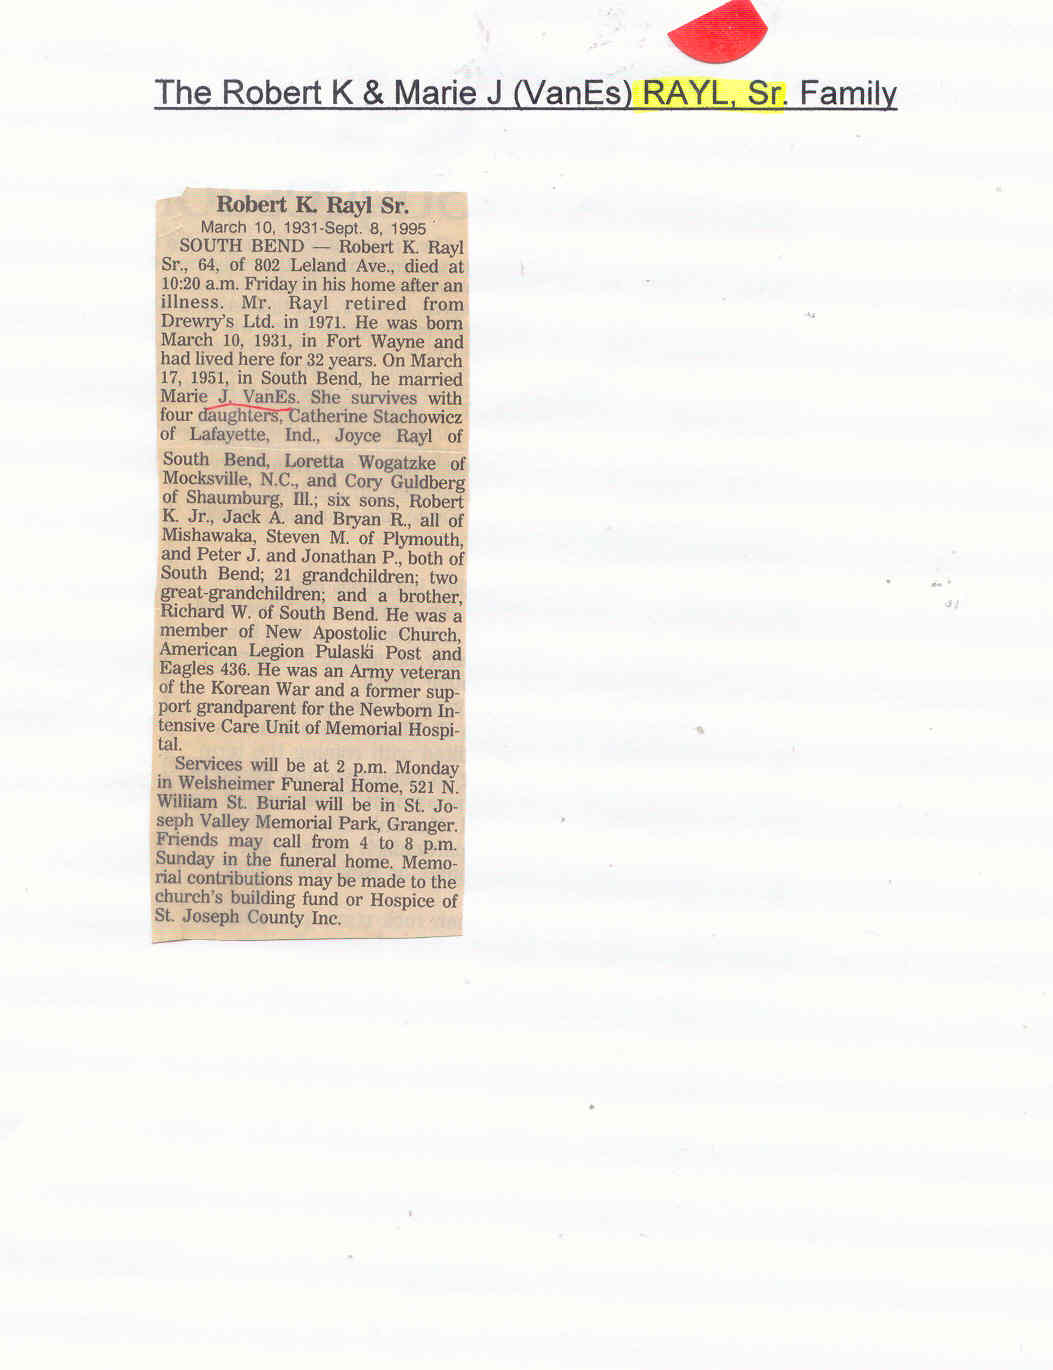 The Robert K & Marie J (VanEs) RAYL, Sr. Family
Robert K. Rayl Sr.
March 10, 1931-Sept. 8, 1995
SOUTH BEND — Robert K. Rayl
Sr., 64, of 802 Leland Ave., died at
10:20 a.m. Friday in his home after an
illness. Mr. Rayl retired from
Drewry's Ltd. in 1971. He was born
March 10, 1931, in Fort Wayne and
had lived here for 32 years. On March
17, 1951, in South Bend, he married
Marie J. VanEs. She survives with
four daughters, Catherine Stachowicz
of Lafayette, Ind., Joyce Rayl of
South Bend, Loretta Wogatzke of
Mocksville, N.C., and Cory Guldberg
of Shaumburg, Ill.; six sons, Robert
K. Jr., Jack A. and Bryan R., all of
Mishawaka, Steven M. of Plymouth,
and Peter J. and Jonathan P., both of
South Bend; 21 grandchildren; two
great-grandchildren; and a brother,
Richard W. of South Bend. He was a
member of New Apostolic Church,
American Legion Pulaski Post and
Eagles 436. He was an Army veteran
of the Korean War and a former sup-
port grandparent for the Newborn In-
tensive Care Unit of Memorial Hospi-
tal.
Services will be at 2 p.m. Monday
in Welsheimer Funeral Home, 521 N.
William St. Burial will be in St. Jo-
seph Valley Memorial Park, Granger.
Friends may call from 4 to 8 p.m.
Sunday in the funeral home. Memo-
rial contributions may be made to the
church's building fund or Hospice of
St. Joseph County Inc.